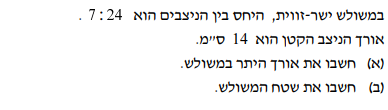 במשולש ישר-זווית, היחס בין הניצבים הוא 7:24 .
אורך הניצב הקטן הוא 14 ס״מ.
(א) חשבו את אורך היתר במשולש.
(ב) חשבו את שטח המשולש.